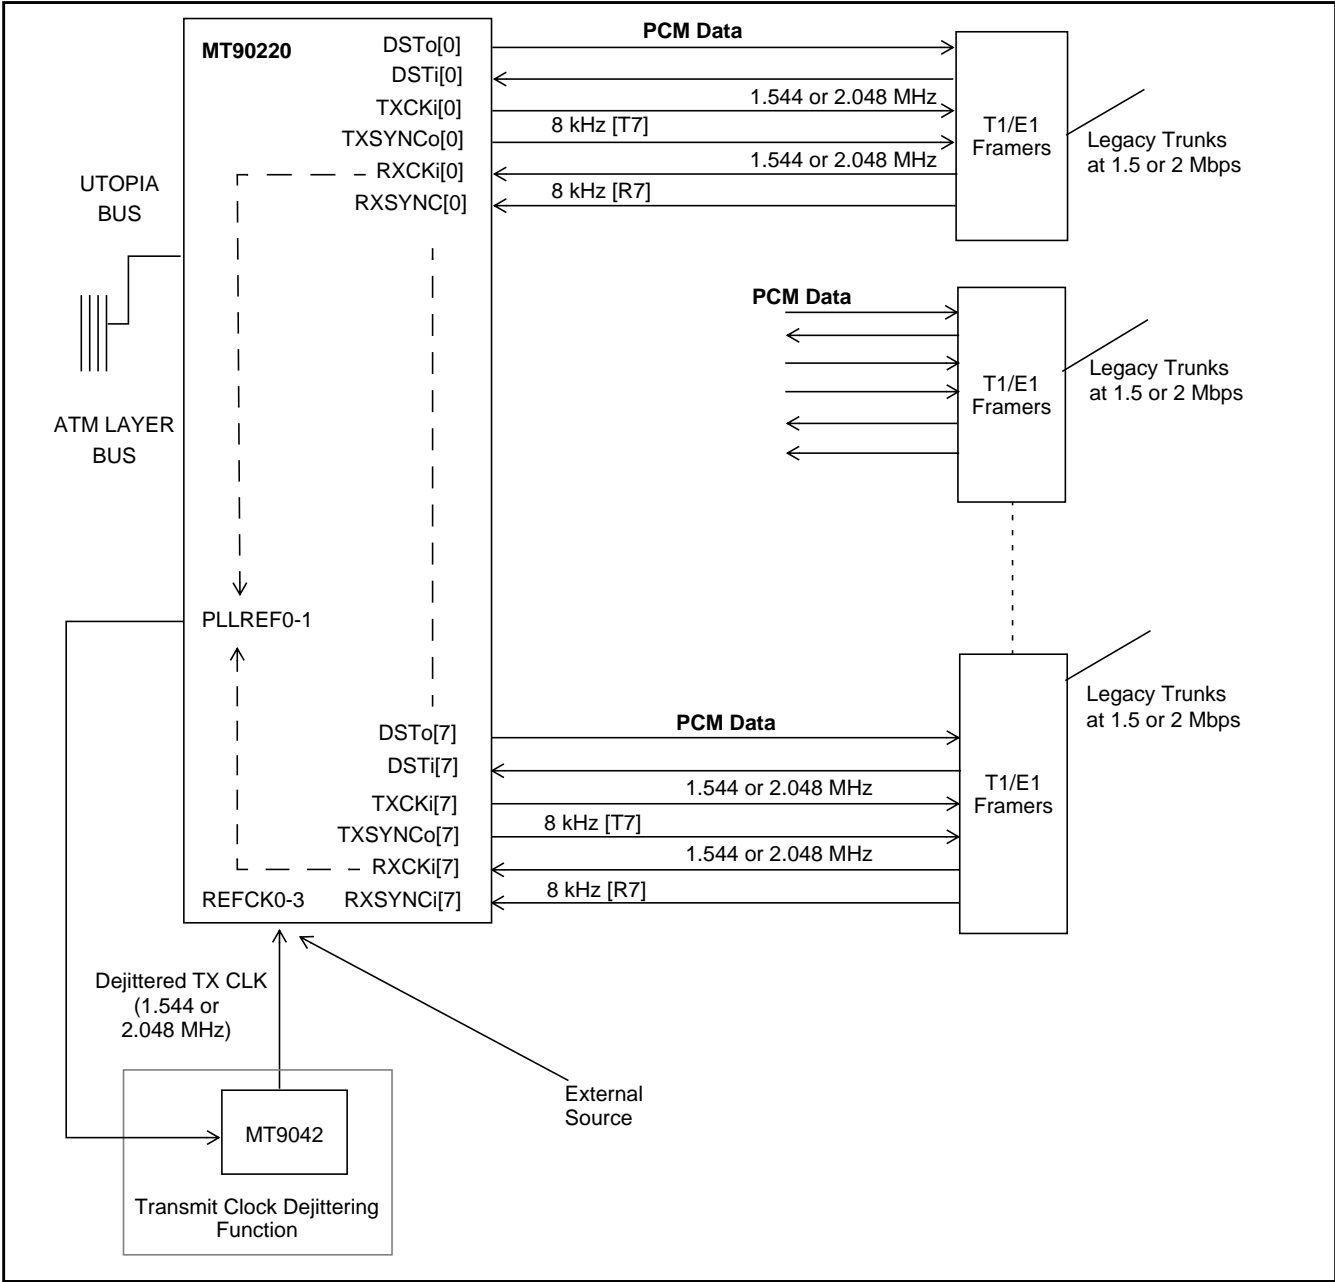 MT90220
DSTo[0]
DSTi[0]
TXCKi[0]
TXSYNCo[0]
RXCKi[0]
RXSYNC[0]
PCM Data
1.544 or 2.048 MHz
8 kHz [T7]
1.544 or 2.048 MHz
8 kHz [R7]
T1/E1
Framers
Legacy Trunks
at 1.5 or 2 Mbps
UTOPIA
BUS
ATM LAYER
BUS
PCM Data
T1/E1
Framers
Legacy Trunks
at 1.5 or 2 Mbps
PLLREF0-1
DSTo[7]
DSTi[7]
TXCKi[7]
TXSYNCo[7]
RXCKi[7]
REFCK0-3
RXSYNCi[7]
PCM Data
1.544 or 2.048 MHz
8 kHz [T7]
1.544 or 2.048 MHz
8 kHz [R7]
T1/E1
Framers
Legacy Trunks
at 1.5 or 2 Mbps
Dejittered TX CLK
(1.544 or
2.048 MHz)
External
Source
MT9042
Transmit Clock Dejittering
Function